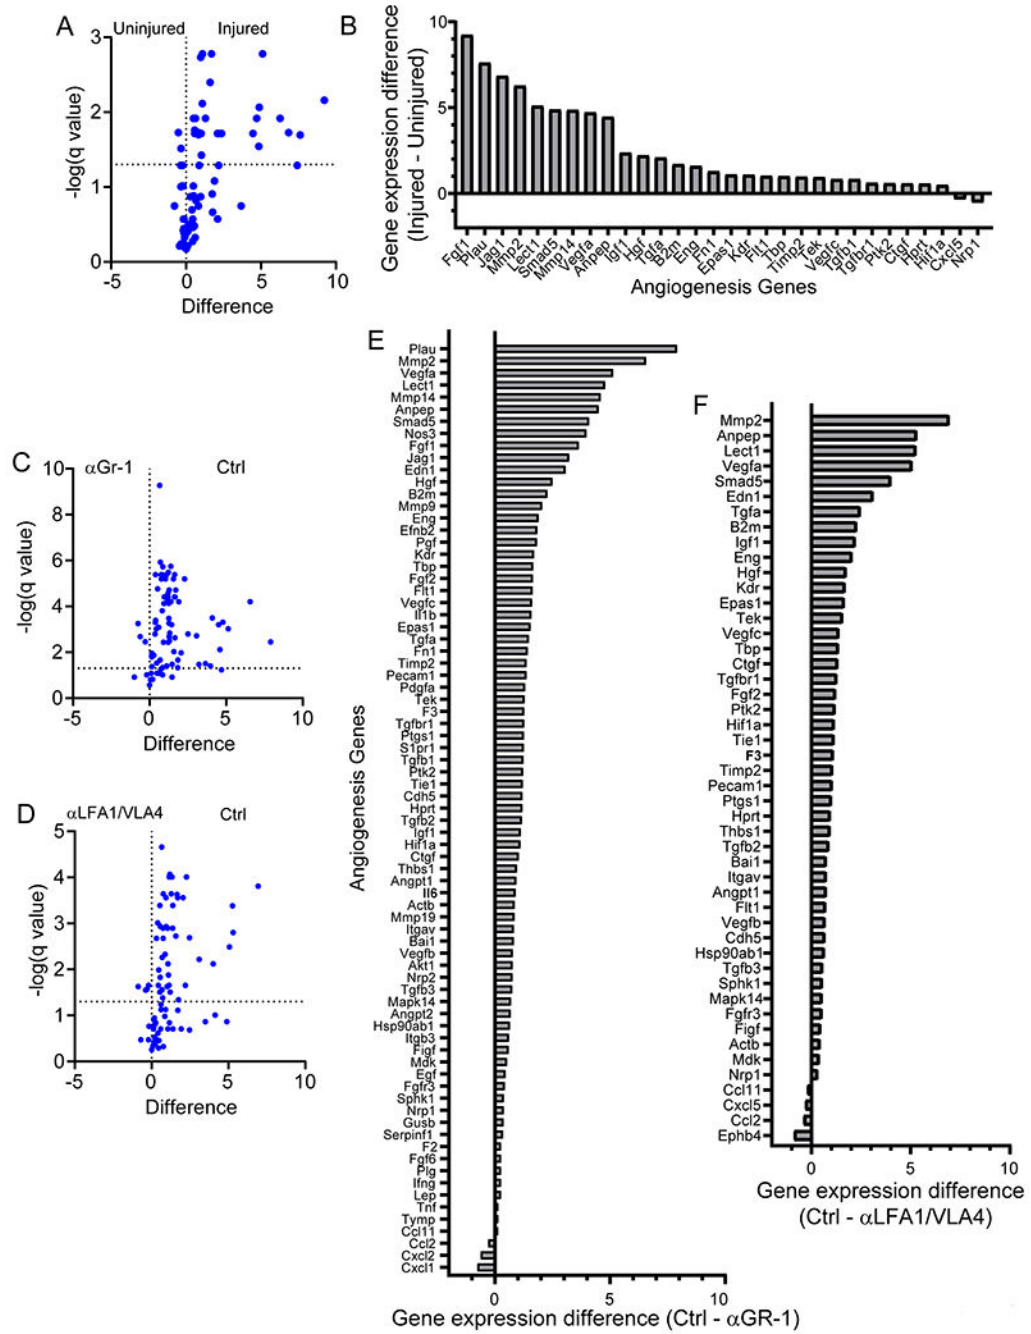 A
Uninjured Injured
3
2
1
0
-5 0 5 10
-log(q value)
Difference
B
Gene expression difference
(Injured - Uninjured)
10
5
0
Fgf1
Plau
Jag1
Mmp2
Lect1
Smad5
Mmp14
Vegfa
Anpep
Igf1
Hgf
Tgfa
B2m
Eng
Fn1
Epas1
Kdr
Flt1
Tbp
Timp2
Tek
Vegfc
Tgfb1
Tgfbr1
Ptk2
Ctgf
Hprt
Hif1a
Cxcl5
Nrp1
Angiogenesis Genes
C
αGr-1 Ctrl
10
8
6
4
2
0
-5 0 5 10
-log(q value)
Difference
D
αLFA1/VLA4 Ctrl
5
4
3
2
1
0
-5 0 5 10
-log(q value)
Difference
E
Angiogenesis Genes
Plau
Mmp2
Vegfa
Lect1
Mmp14
Anpep
Smad5
Nos3
Fgf1
Jag1
Edn1
Hgf
B2m
Mmp9
Eng
Efnb2
Pgf
Kdr
Tbp
Fgf2
Flt1
Vegfc
Il1b
Epas1
Tgfa
Fn1
Timp2
Pecam1
Pdgfa
Tek
F3
Tgfbr1
Ptgs1
S1pr1
Tgfb1
Ptk2
Tie1
Cdh5
Hprt
Tgfb2
Igf1
Hif1a
Ctgf
Thbs1
Angpt1
Il6
Actb
Mmp19
Itgav
Bai1
Vegfb
Akt1
Nrp2
Tgfb3
Mapk14
Angpt2
Hsp90ab1
Itgb3
Figf
Mdk
Egf
Fgfr3
Sphk1
Nrp1
Gusb
Serpinf1
F2
Fgf6
Plg
Ifng
Lep
Tnf
Tymp
Ccl11
Ccl2
Cxcl2
Cxcl1
0 5 10
Gene expression difference (Ctrl - αGR-1)
F
Mmp2
Anpep
Lect1
Vegfa
Smad5
Edn1
Tgfa
B2m
Igf1
Eng
Hgf
Kdr
Epas1
Tek
Vegfc
Tbp
Ctgf
Tgfbr1
Fgf2
Ptk2
Hif1a
Tie1
F3
Timp2
Pecam1
Ptgs1
Hprt
Thbs1
Tgfb2
Bai1
Itgav
Angpt1
Flt1
Vegfb
Cdh5
Hsp90ab1
Tgfb3
Sphk1
Mapk14
Fgfr3
Figf
Actb
Mdk
Nrp1
Ccl11
Cxcl5
Ccl2
Ephb4
0 5 10
Gene expression difference
(Ctrl - αLFA1/VLA4)